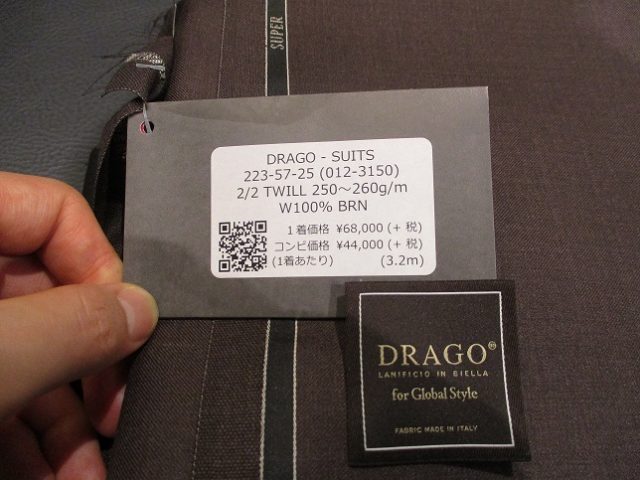 SUPER
DRAGO - SUITS
223-57-25 (012-3150)
2/2 TWILL 250～260g/m
W100% BRN
1着価格 ¥68,000 (+ 税)
コンビ価格 ¥44,000 (+ 税)
(1着あたり) (3.2m)
DRAGO®
LANIFICIO IN BIELLA
for Global Style
FABRIC MADE IN ITALY